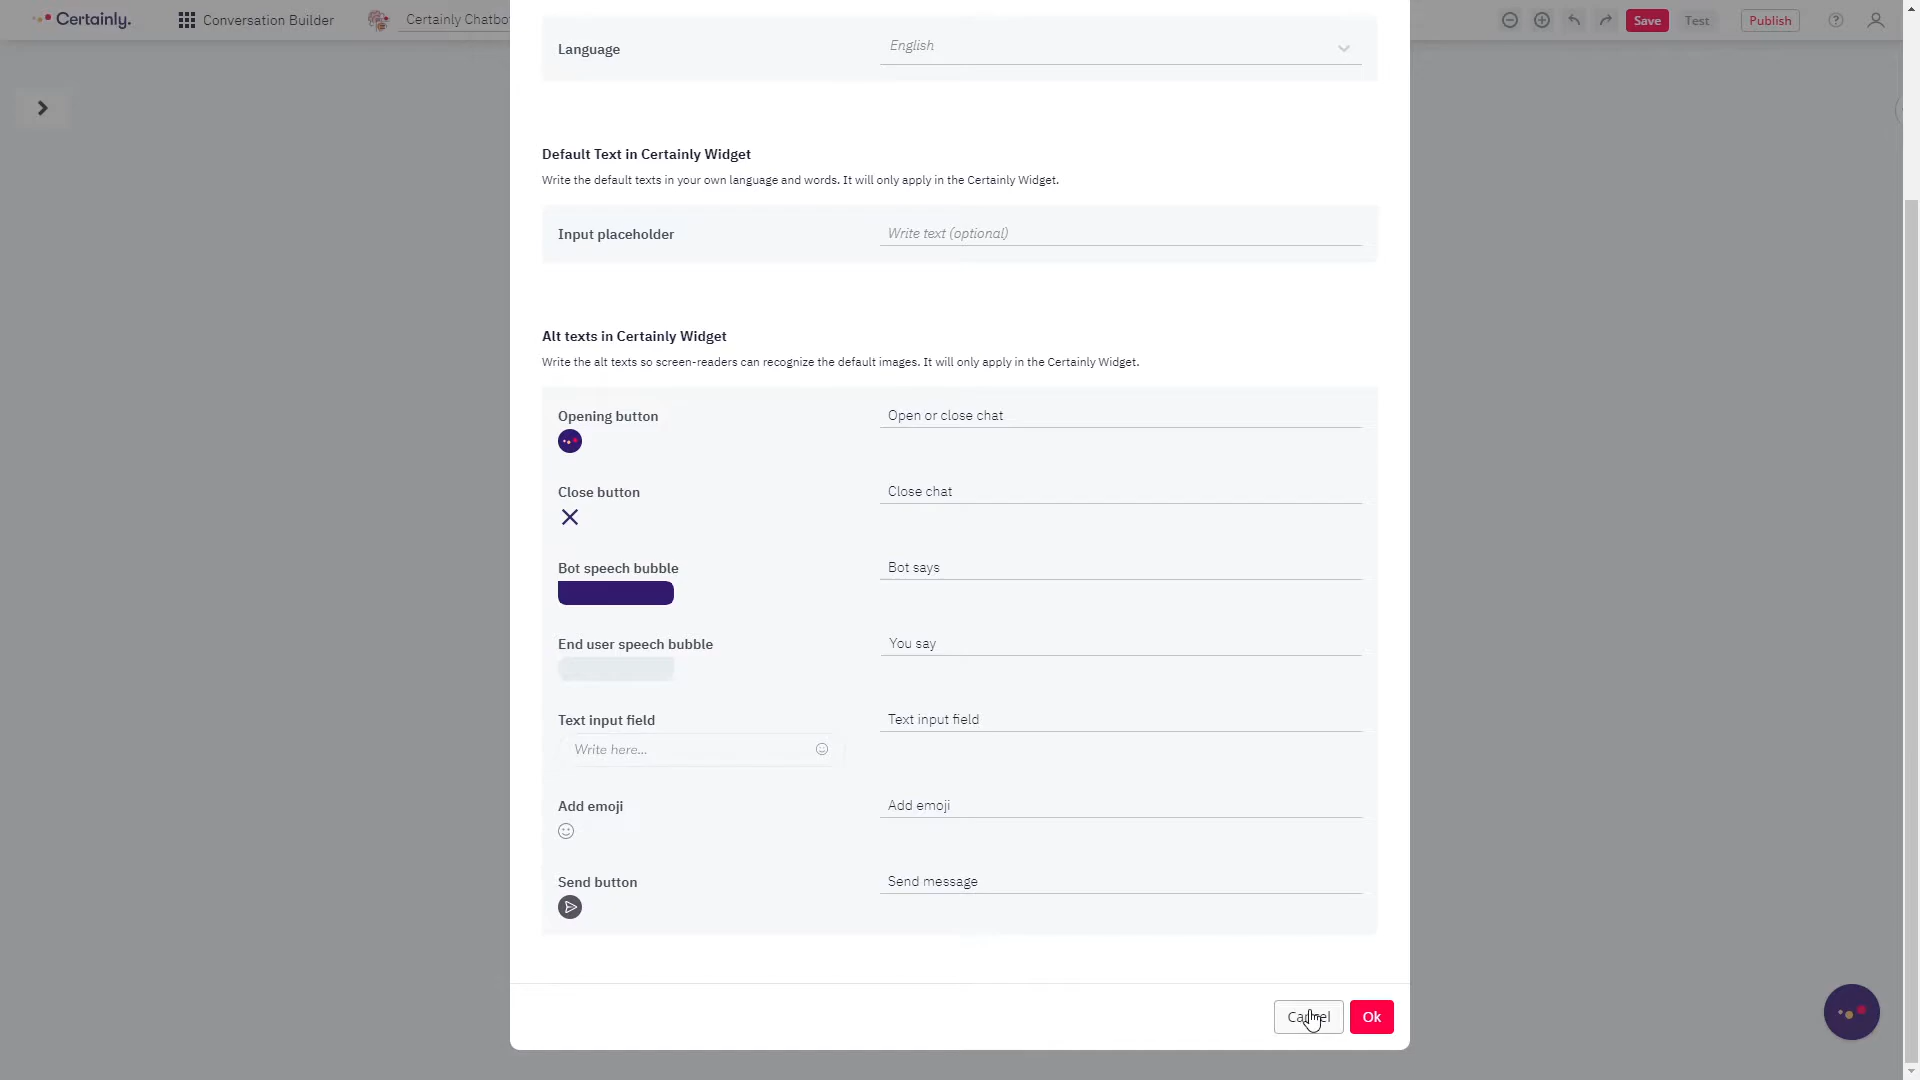 Certainly.
Conversation Builder
Certainly Chatbo
Save
Test
Publish
Language
English
Default Text in Certainly Widget
Write the default texts in your own language and words. It will only apply in the Certainly Widget.
Input placeholder
Write text (optional)
Alt texts in Certainly Widget
Write the alt texts so screen-readers can recognize the default images. It will only apply in the Certainly Widget.
Opening button
Open or close chat
Close button
Close chat
Bot speech bubble
Bot says
End user speech bubble
You say
Text input field
Text input field
Write here...
Add emoji
Add emoji
Send button
Send message
Cancel
Ok